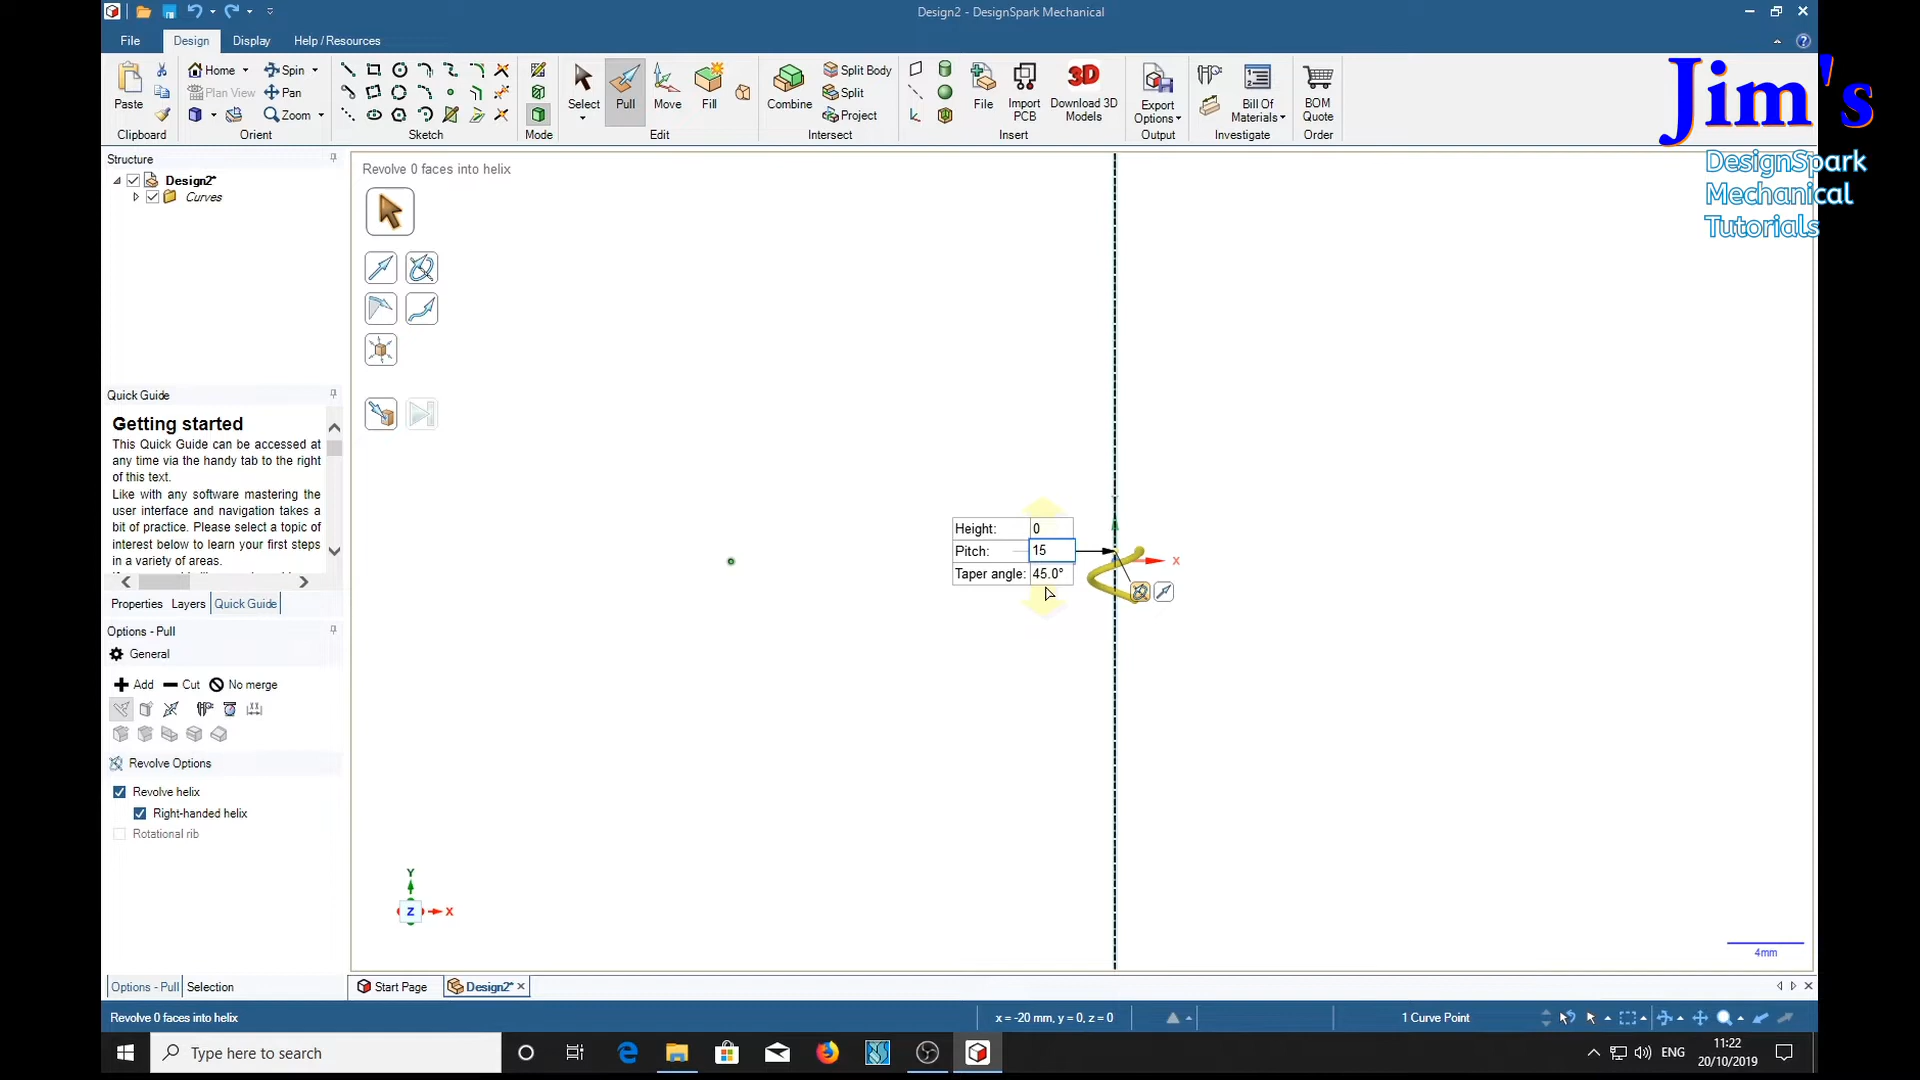 Design2 - DesignSpark Mechanical
File
Design
Display
Help / Resources
Paste
Clipboard
Home
Plan View
Spin
Pan
Zoom
Orient
Sketch
Mode
Select
Pull
Move
Fill
Edit
Combine
Split Body
Split
Project
Intersect
File
Import
PCB
3D
Download 3D
Models
Insert
Export
Options
Output
Bill Of
Materials
Investigate
BOM
Quote
Order
Jim's
DesignSpark
Mechanical
Tutorials
Structure
Design2*
Curves
Revolve 0 faces into helix
Quick Guide
Getting started
This Quick Guide can be accessed at
any time via the handy tab to the right
of this text.
Like with any software mastering the
user interface and navigation takes a
bit of practice. Please select a topic of
interest below to learn your first steps
in a variety of areas.
Properties
Layers
Quick Guide
Options - Pull
General
Add
Cut
No merge
Revolve Options
Revolve helix
Right-handed helix
Rotational rib
Height: 0
Pitch: 15
Taper angle: 45.0°
X
Y
Z
X
4mm
Options - Pull
Selection
Start Page
Design2*
Revolve 0 faces into helix
x = -20 mm, y = 0, z = 0
1 Curve Point
Type here to search
ENG
11:22
20/10/2019